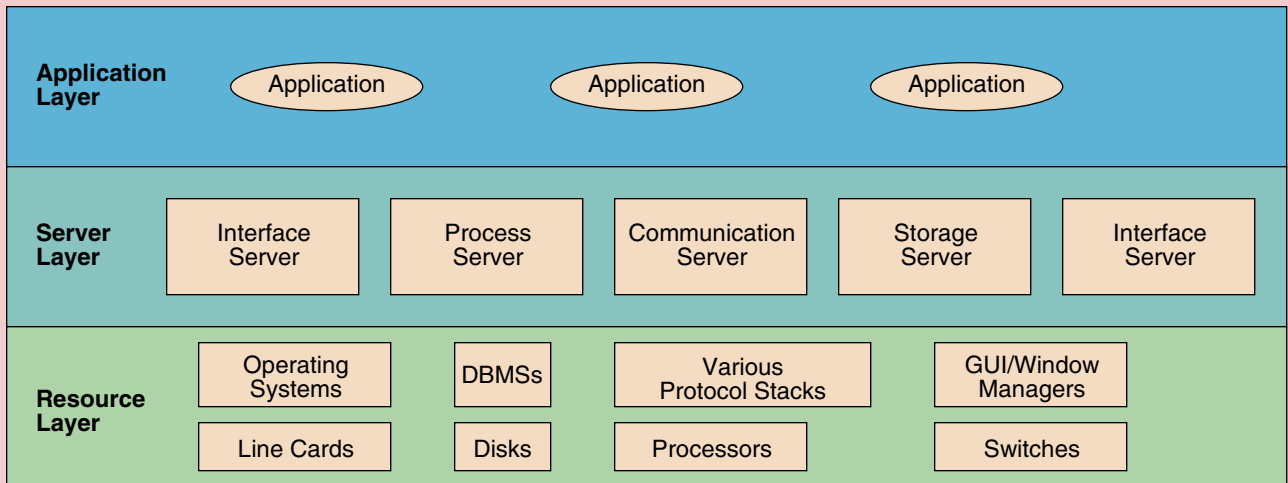 Application
Layer
Application
Application
Application
Server
Layer
Interface
Server
Process
Server
Communication
Server
Storage
Server
Interface
Server
Resource
Layer
Operating
Systems
DBMSs
Various
Protocol Stacks
GUI/Window
Managers
Line Cards
Disks
Processors
Switches